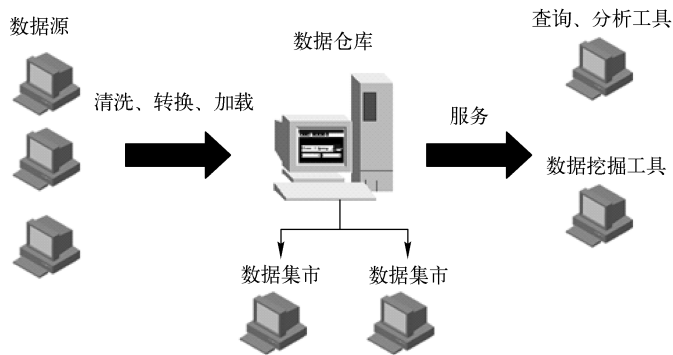 数据源
数据仓库
查询、分析工具
清洗、转换、加载
服务
数据挖掘工具
数据集市
数据集市